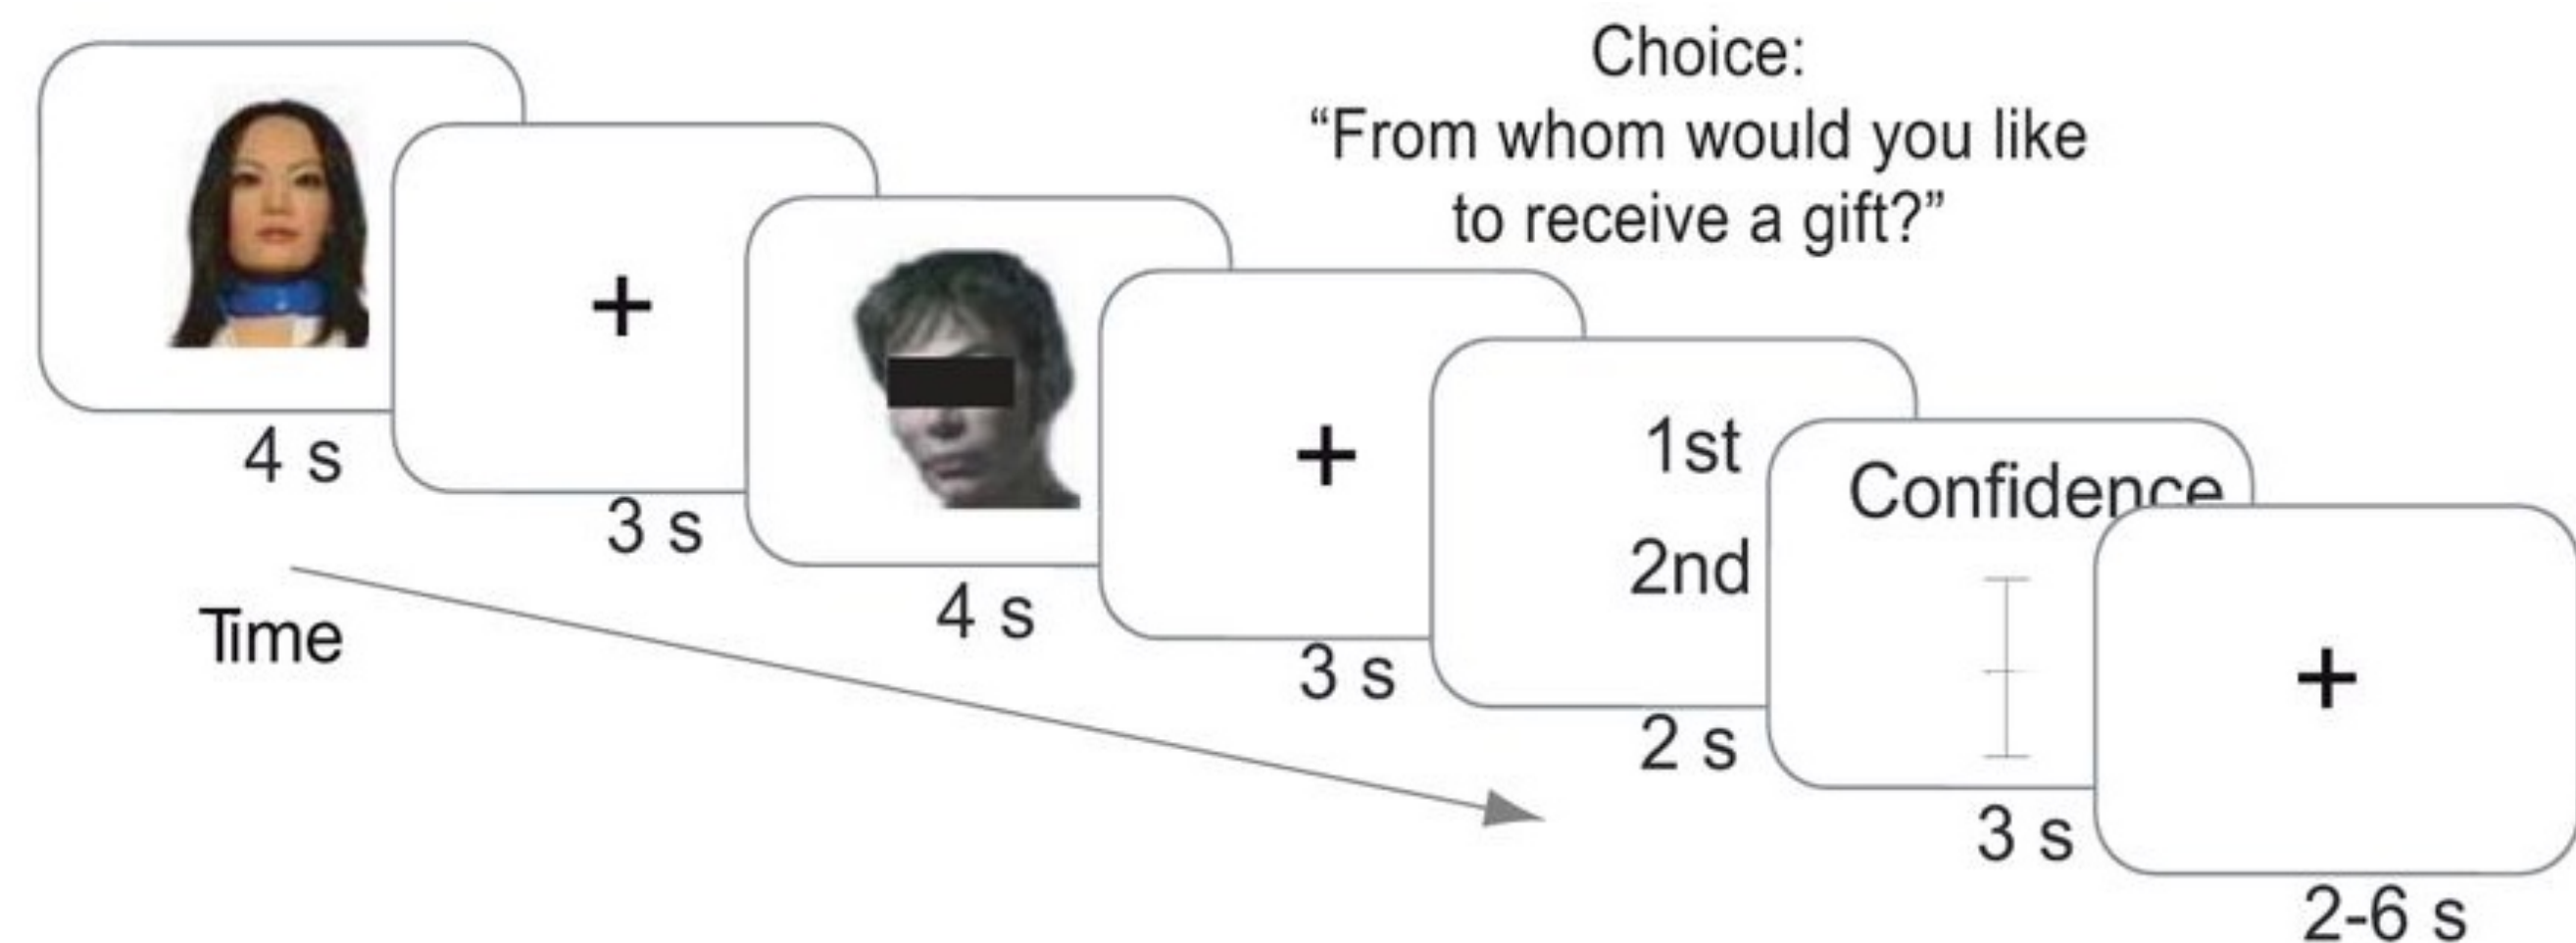 Choice:
“From whom would you like
to receive a gift?”
+
+
1st
2nd
Confidence
+
4 s
3 s
4 s
3 s
2 s
3 s
2-6 s
Time